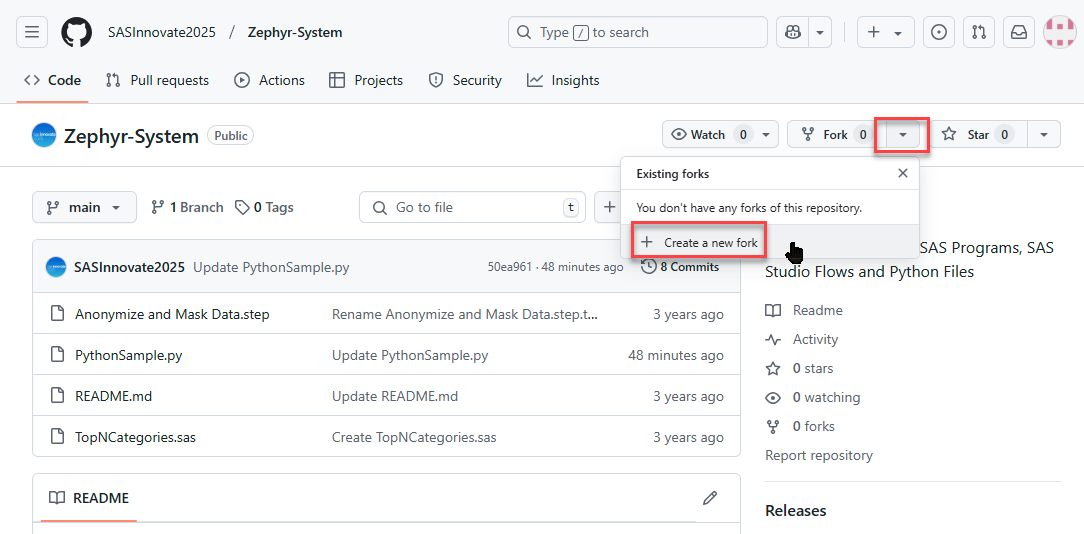 SASInnovate2025 / Zephyr-System
Type / to search
Code Pull requests Actions Projects Security Insights
Zephyr-System Public
Watch 0 Fork 0 Star 0
Existing forks
You don't have any forks of this repository.
Create a new fork
main 1 Branch 0 Tags Go to file t
SASInnovate2025 Update PythonSample.py 50ea961 · 48 minutes ago 8 Commits
Anonymize and Mask Data.step Rename Anonymize and Mask Data.step.t... 3 years ago
PythonSample.py Update PythonSample.py 48 minutes ago
README.md Update README.md 3 years ago
TopNCategories.sas Create TopNCategories.sas 3 years ago
README
SAS Programs, SAS
Studio Flows and Python Files
Readme
Activity
0 stars
0 watching
0 forks
Report repository
Releases